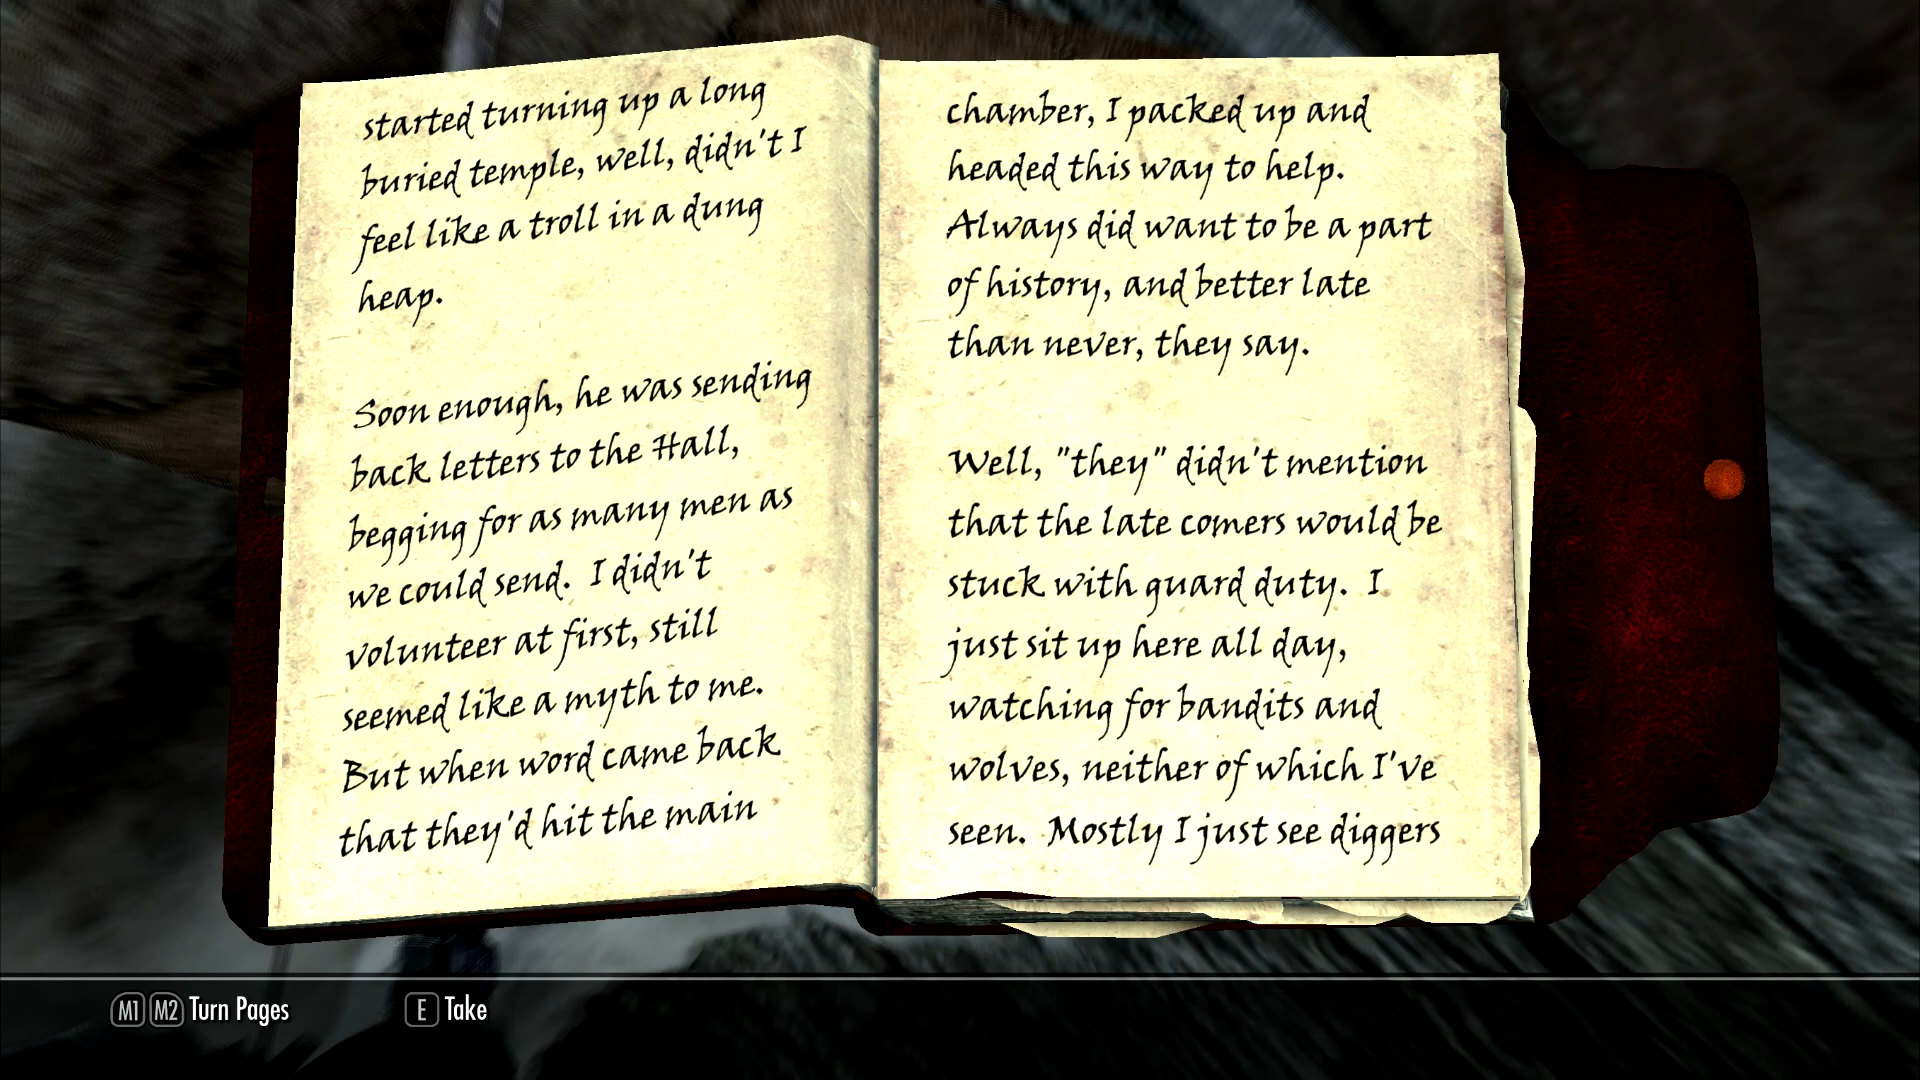 started turning up a long
buried temple, well, didn't I
feel like a troll in a dung
heap.
Soon enough, he was sending
back letters to the Hall,
begging for as many men as
we could send.  I didn't
volunteer at first, still
seemed like a myth to me.
But when word came back
that they'd hit the main
chamber, I packed up and
headed this way to help.
Always did want to be a part
of history, and better late
than never, they say.
Well, "they" didn't mention
that the late comers would be
stuck with guard duty.  I
just sit up here all day,
watching for bandits and
wolves, neither of which I've
seen.  Mostly I just see diggers
M1 M2 Turn Pages
E Take